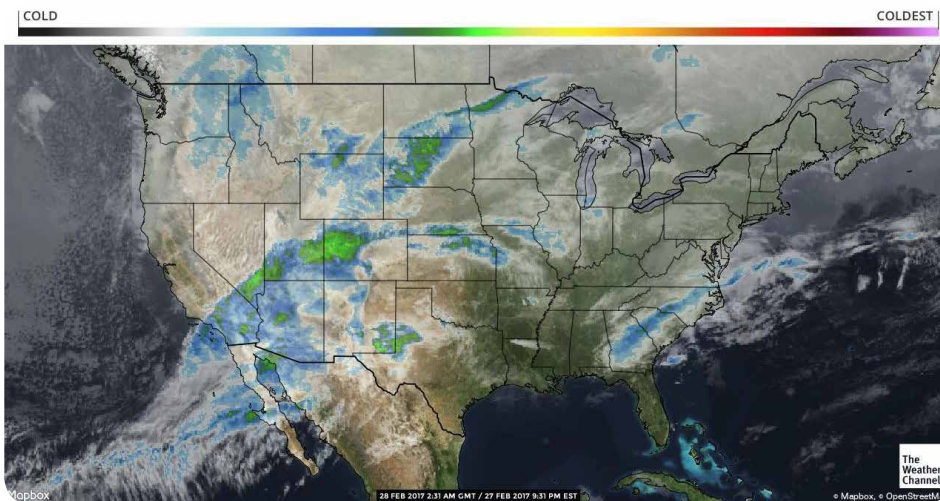 COLD
COLDEST
The
Weather
Channel
Mapbox
28 FEB 2017 2:31 AM GMT / 27 FEB 2017 9:31 PM EST
© Mapbox, © OpenStreetM